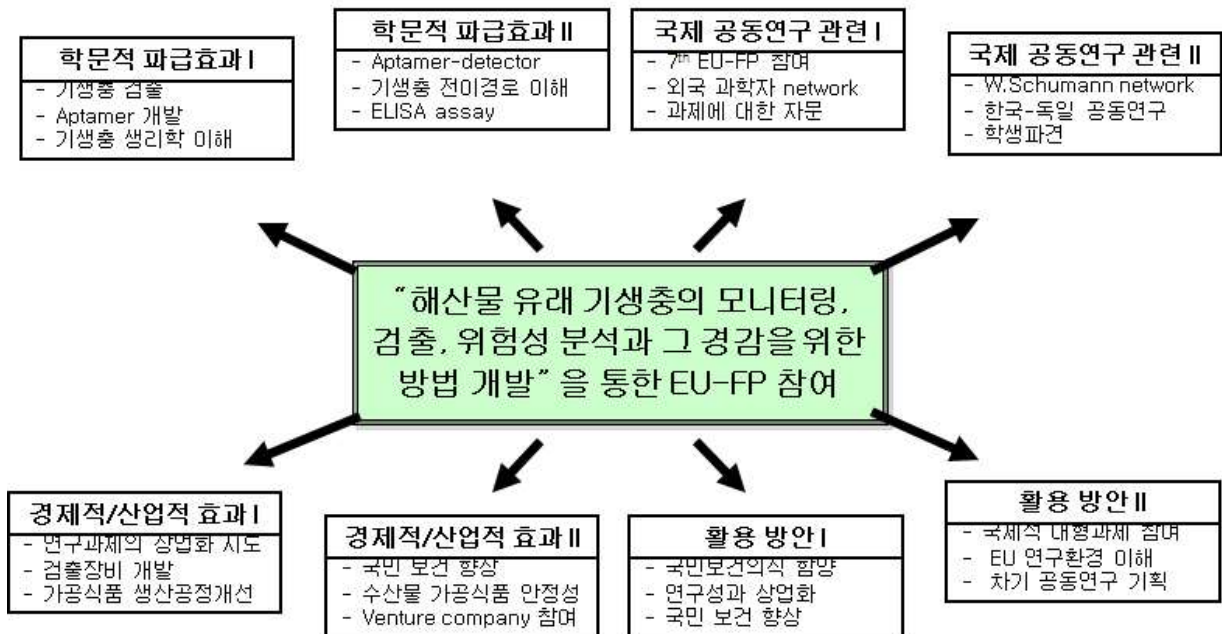 학문적 파급효과 I
- 기생충 검출
- Aptamer 개발
- 기생충 생리학 이해
학문적 파급효과 II
- Aptamer-detector
- 기생충 전이경로 이해
- ELISA assay
국제 공동연구 관련 I
- 7th EU-FP 참여
- 외국 과학자 network
- 과제에 대한 자문
국제 공동연구 관련 II
- W.Schumann network
- 한국-독일 공동연구
- 학생파견
“해산물 유래 기생충의 모니터링,
검출, 위험성 분석과 그 경감을 위한
방법 개발” 을 통한 EU-FP 참여
경제적/산업적 효과 I
- 연구과제의 상업화 시도
- 검출장비 개발
- 가공식품 생산공정개선
경제적/산업적 효과 II
- 국민 보건 향상
- 수산물 가공식품 안정성
- Venture company 참여
활용 방안 I
- 국민보건의식 함양
- 연구성과 상업화
- 국민 보건 향상
활용 방안 II
- 국제적 대형과제 참여
- EU 연구환경 이해
- 차기 공동연구 기획